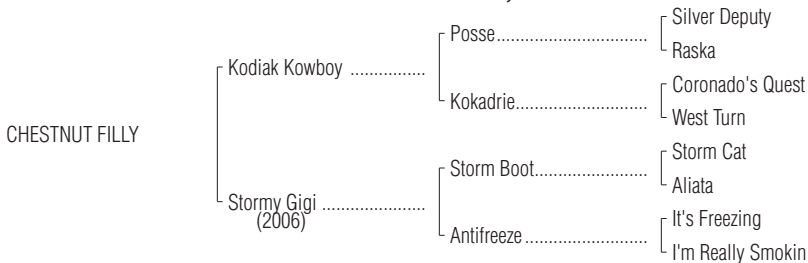 Silver Deputy
Posse
Raska
Kodiak Kowboy
Coronado's Quest
Kokadrie
West Turn
CHESTNUT FILLY
Storm Cat
Storm Boot
Aliata
Stormy Gigi
(2006)
It's Freezing
Antifreeze
I'm Really Smokin